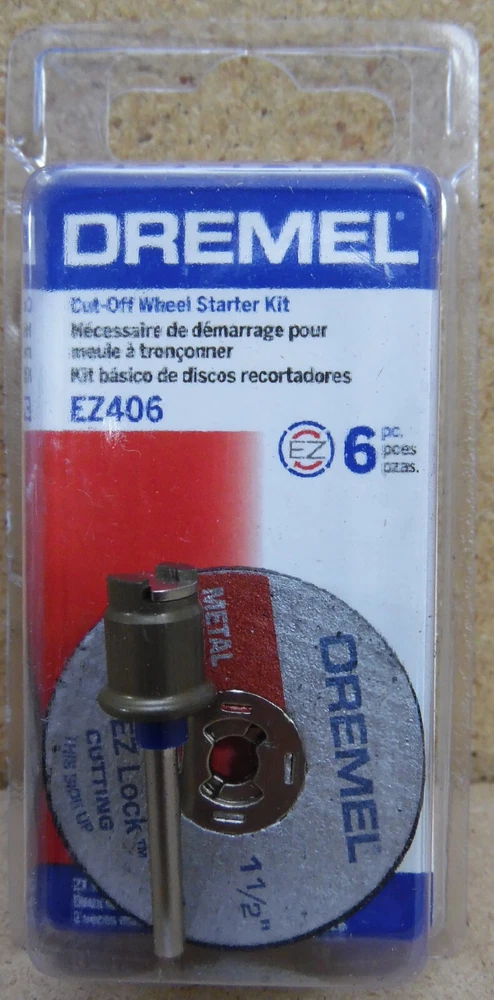 DREMEL
Cut-Off Wheel Starter Kit
Nécessaire de démarrage pour
meule à tronçonner
Kit básico de discos recortadores
EZ406
EZ
6 pc.
pces
pzas.
METAL
DREMEL
EZ LOCK™
CUTTING
THIS SIDE UP
1 1/2"